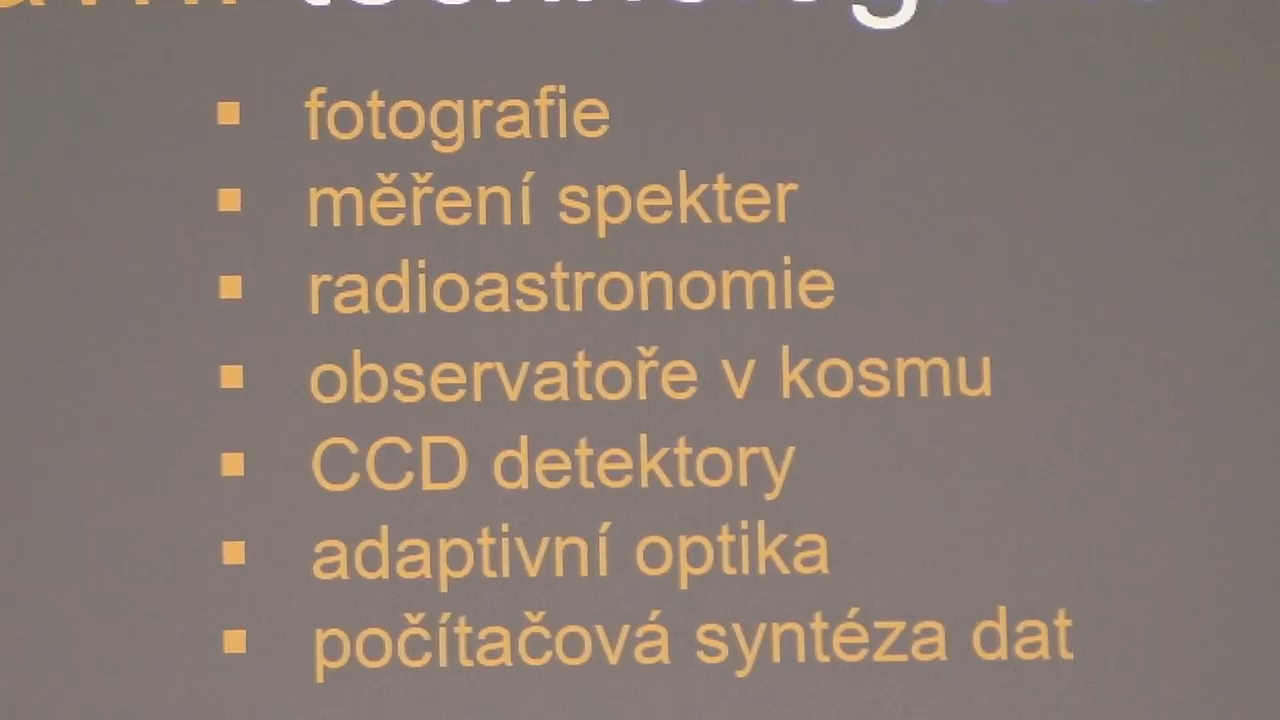 fotografie
měření spekter
radioastronomie
observatoře v kosmu
CCD detektory
adaptivní optika
počítačová syntéza dat